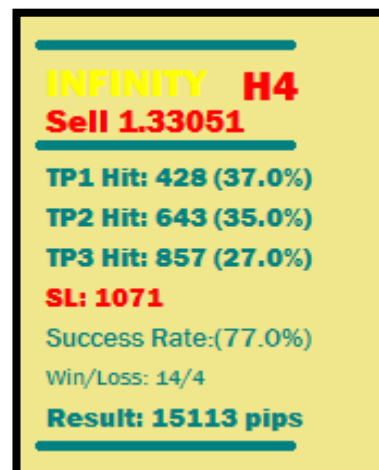 INFINITY H4
Sell 1.33051
TP1 Hit: 428 (37.0%)
TP2 Hit: 643 (35.0%)
TP3 Hit: 857 (27.0%)
SL: 1071
Success Rate:(77.0%)
Win/Loss: 14/4
Result: 15113 pips